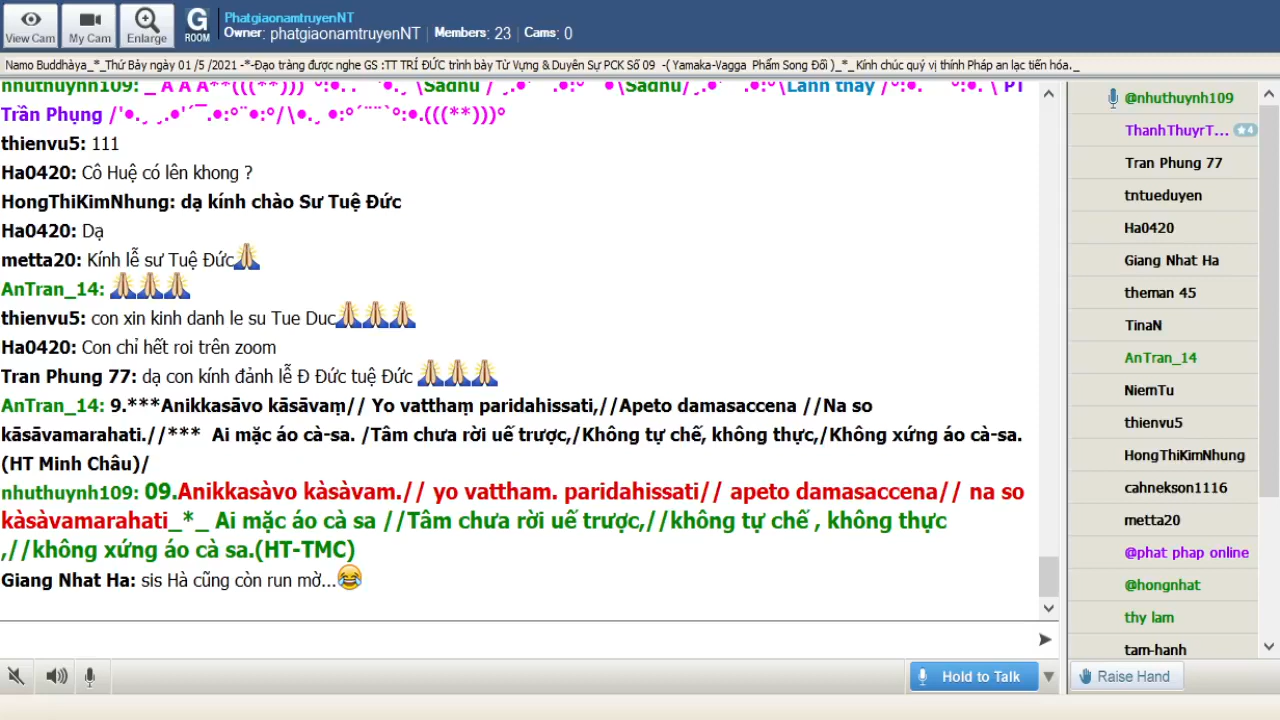 View Cam
My Cam
Enlarge
G
ROOM
PhatgiaonamtruyenNT
Owner: phatgiaonamtruyenNT | Members: 23 | Cams: 0
Namo Buddhàya_*_Thứ Bảy ngày 01 /5 /2021 -*-Đạo tràng được nghe GS :TT TRÍ ĐỨC trình bày Từ Vựng & Duyên Sự PCK Số 09 -( Yamaka-Vagga Phẩm Song Đối )_*_ Kính chúc quý vị thính Pháp an lạc tiến hóa._
nhuthuynh109:
Sadhu
Sadhu
Lành thay
PT
Trần Phụng
thienvu5: 111
Ha0420: Cô Huệ có lên khong ?
HongThiKimNhung: dạ kính chào Sư Tuệ Đức
Ha0420: Dạ
metta20: Kính lễ sư Tuệ Đức🙏
AnTran_14: 🙏🙏🙏
thienvu5: con xin kinh danh le su Tue Duc🙏🙏🙏
Ha0420: Con chỉ hết roi trên zoom
Tran Phung 77: dạ con kính đảnh lễ Đ Đức tuệ Đức 🙏🙏🙏
AnTran_14: 9.***Anikkasāvo kāsāvaṃ// Yo vatthaṃ paridahissati,//Apeto damasaccena //Na so
kāsāvamarahati.//*** Ai mặc áo cà-sa. /Tâm chưa rời uế trược,/Không tự chế, không thực,/Không xứng áo cà-sa.
(HT Minh Châu)/
nhuthuynh109: 09.Anikkasàvo kàsàvam.// yo vattham. paridahissati// apeto damasaccena// na so
kàsàvamarahati_*_ Ai mặc áo cà sa //Tâm chưa rời uế trược,//không tự chế , không thực
,//không xứng áo cà sa.(HT-TMC)
Giang Nhat Ha: sis Hà cũng còn run mờ...😂
Hold to Talk
@nhuthuynh109
ThanhThuyrT... ★4
Tran Phung 77
tntueduyen
Ha0420
Giang Nhat Ha
theman 45
TinaN
AnTran_14
NiemTu
thienvu5
HongThiKimNhung
cahnekson1116
metta20
@phat phap online
@hongnhat
thy lam
tam-hanh
Raise Hand